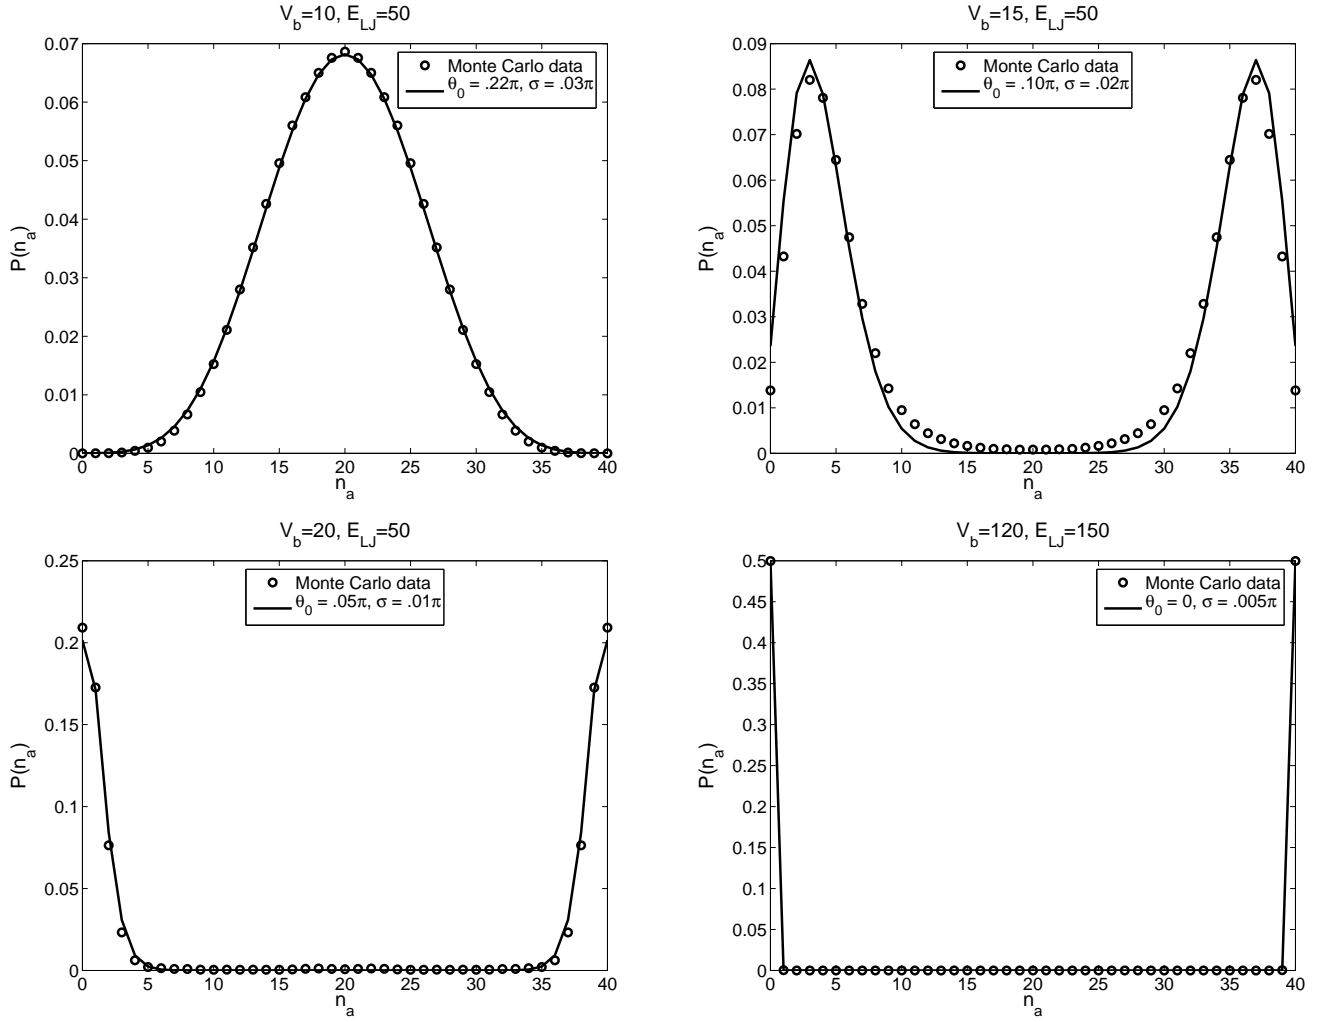 V_b=10, E_LJ=50
0.07
0.06
0.05
0.04
0.03
0.02
0.01
0
P(n_a)
Monte Carlo data
θ_0 = .22π, σ = .03π
0 5 10 15 20 25 30 35 40
n_a
V_b=15, E_LJ=50
0.09
0.08
0.07
0.06
0.05
0.04
0.03
0.02
0.01
0
P(n_a)
Monte Carlo data
θ_0 = .10π, σ = .02π
0 5 10 15 20 25 30 35 40
n_a
V_b=20, E_LJ=50
0.25
0.2
0.15
0.1
0.05
0
P(n_a)
Monte Carlo data
θ_0 = .05π, σ = .01π
0 5 10 15 20 25 30 35 40
n_a
V_b=120, E_LJ=150
0.5
0.45
0.4
0.35
0.3
0.25
0.2
0.15
0.1
0.05
0
P(n_a)
Monte Carlo data
θ_0 = 0, σ = .005π
0 5 10 15 20 25 30 35 40
n_a